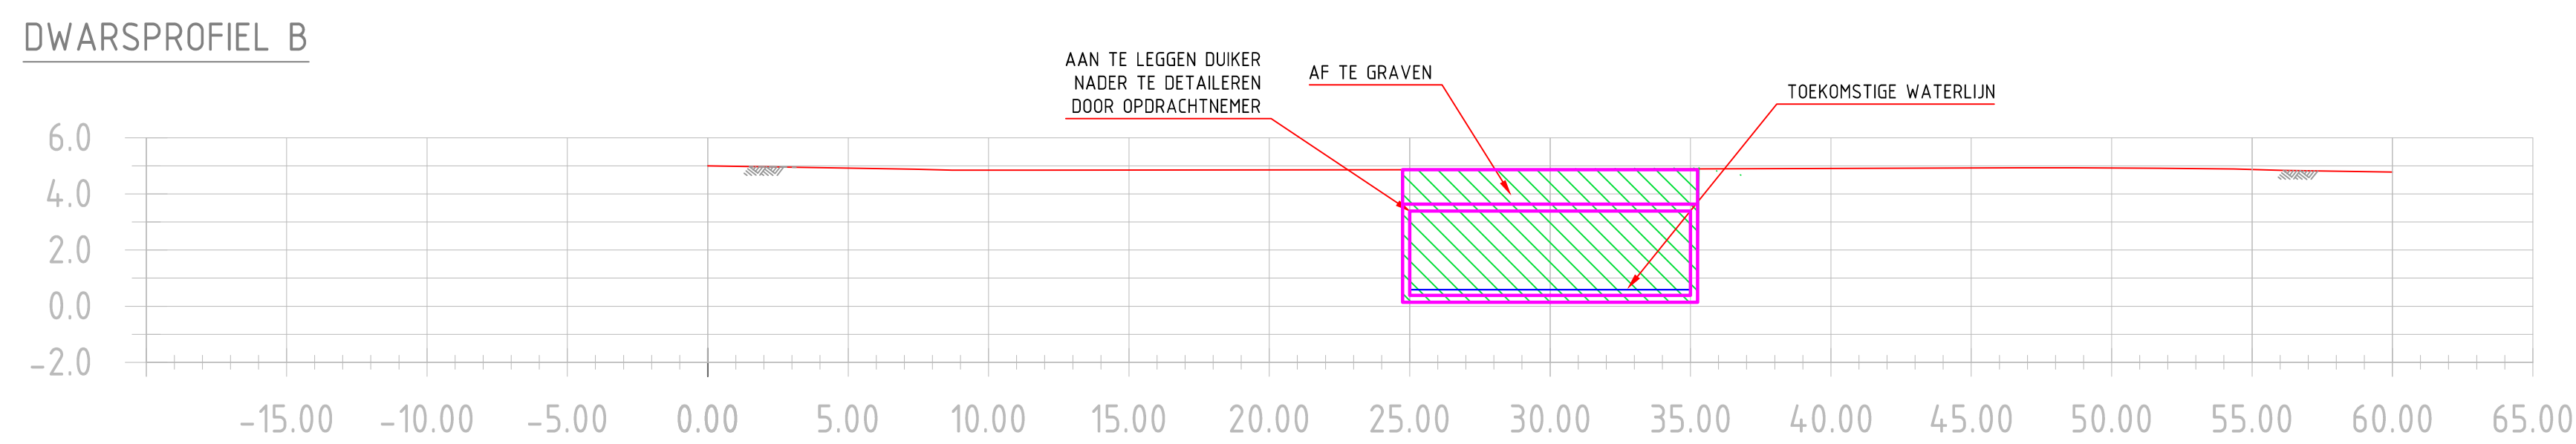 DWARSPROFIEL B
AAN TE LEGGEN DUIKER
NADER TE DETAILEREN
DOOR OPDRACHTNEMER
AF TE GRAVEN
TOEKOMSTIGE WATERLIJN
6.0
4.0
2.0
0.0
-2.0
-15.00 -10.00 -5.00 0.00 5.00 10.00 15.00 20.00 25.00 30.00 35.00 40.00 45.00 50.00 55.00 60.00 65.00